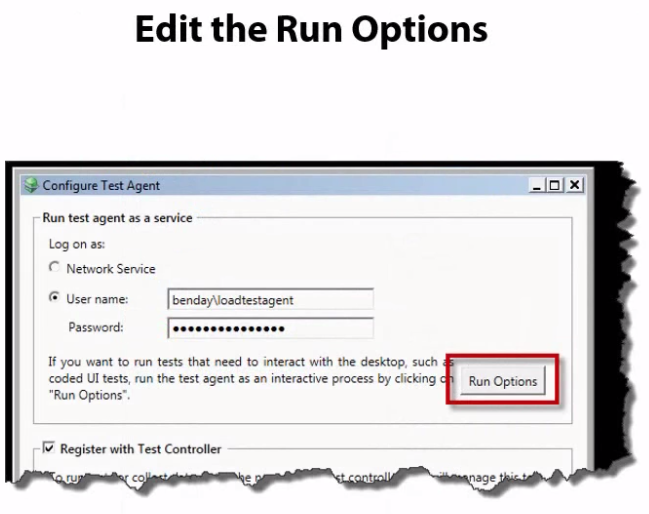 Edit the Run Options
Configure Test Agent
Run test agent as a service
Log on as:
Network Service
User name:
benday\loadtestagent
Password:
●●●●●●●●●●●●●●●
If you want to run tests that need to interact with the desktop, such as
coded UI tests, run the test agent as an interactive process by clicking on
"Run Options".
Run Options
Register with Test Controller